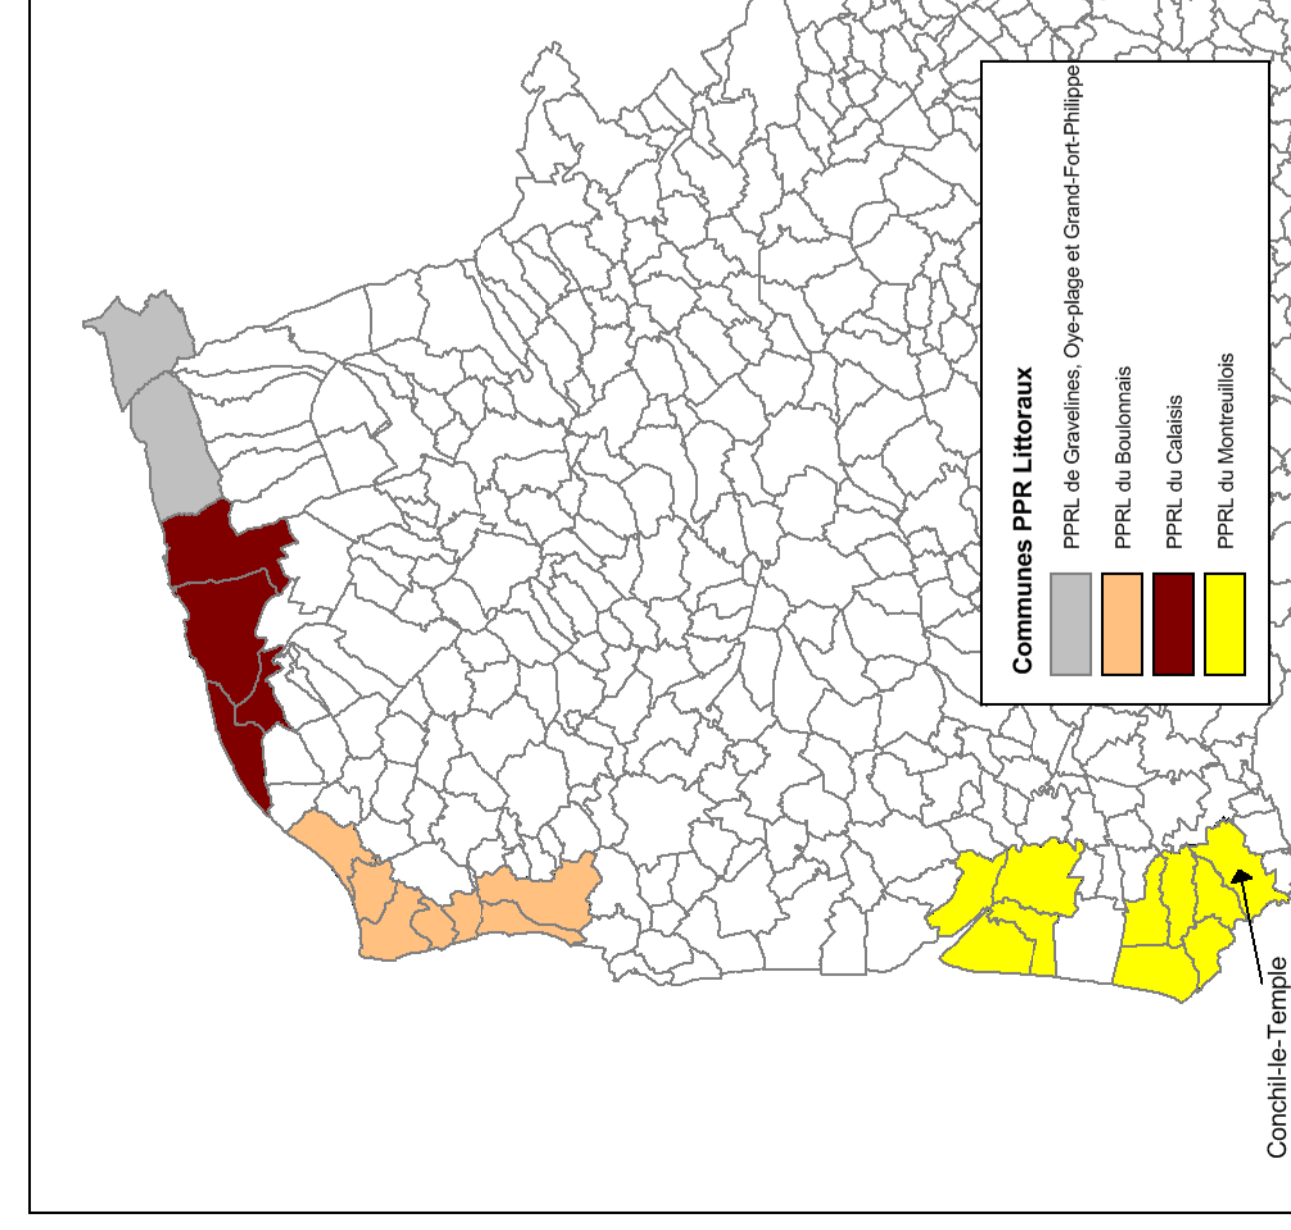 Communes PPR Littoraux
PPRL de Gravelines, Oye-plage et Grand-Fort-Philippe
PPRL du Boulonnais
PPRL du Calaisis
PPRL du Montreuillois
Conchil-le-Temple